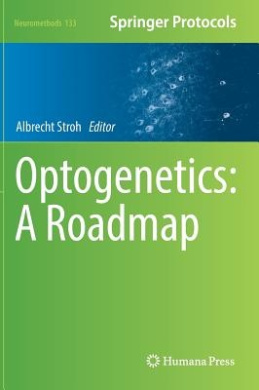 Neuromethods 133
Springer Protocols
Albrecht Stroh Editor
Optogenetics:
A Roadmap
Humana Press